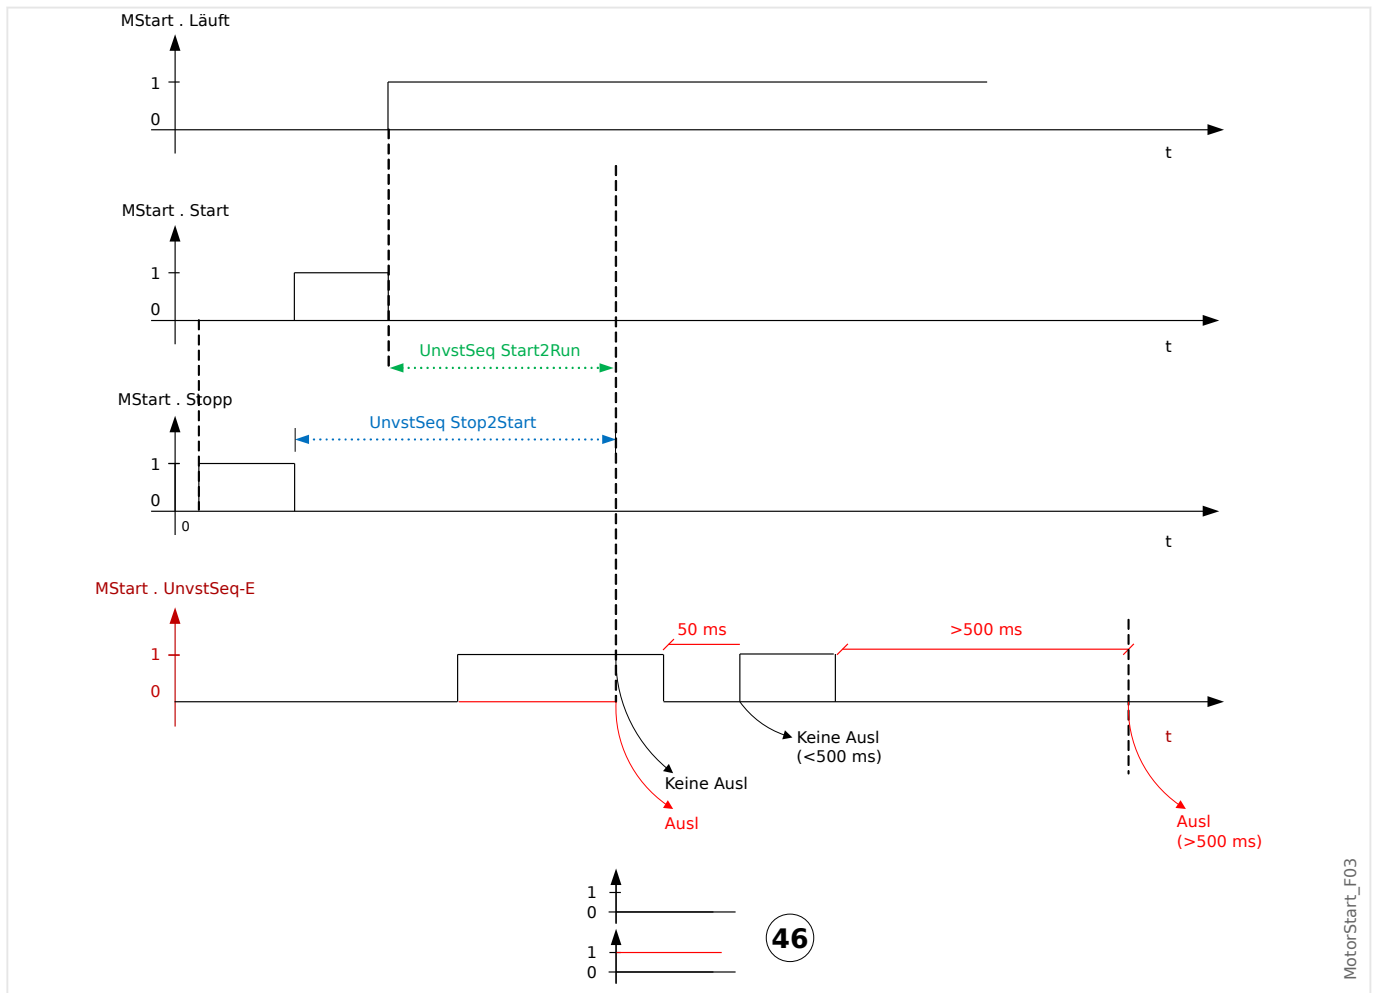 MStart . Läuft
1
0
t
MStart . Start
1
0
t
UnvstSeq Start2Run
MStart . Stopp
UnvstSeq Stop2Start
1
0
0
t
MStart . UnvstSeq-E
50 ms
>500 ms
1
0
t
Keine Ausl
(<500 ms)
Keine Ausl
Ausl
Ausl
(>500 ms)
1
0
46
1
0
MotorStart_F03